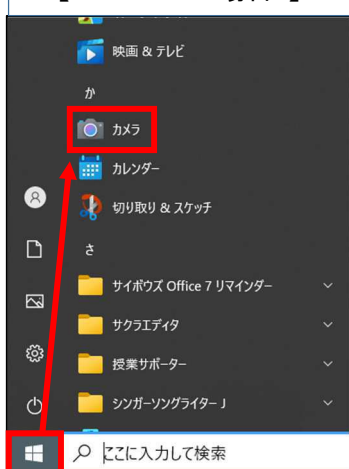 映画 & テレビ
か
カメラ
カレンダー
切り取り & スケッチ
さ
サイボウズ Office 7 リマインダー
サクラエディタ
授業サポーター
シンガーソングライター J
ここに入力して検索